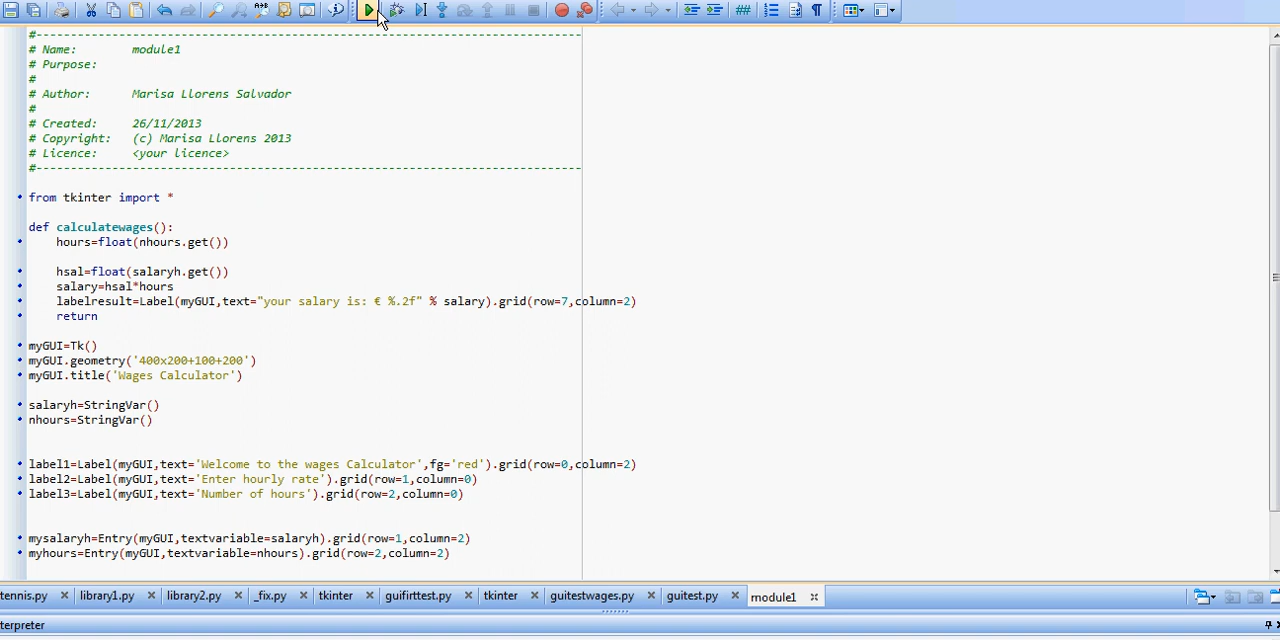 #--------------------------------------------------------------------------------
# Name:        module1
# Purpose:
#
# Author:      Marisa Llorens Salvador
#
# Created:     26/11/2013
# Copyright:   (c) Marisa Llorens 2013
# Licence:     <your licence>
#--------------------------------------------------------------------------------
from tkinter import *
def calculatewages():
    hours=float(nhours.get())
    hsal=float(salaryh.get())
    salary=hsal*hours
    labelresult=Label(myGUI,text="your salary is: € %.2f" % salary).grid(row=7,column=2)
    return
myGUI=Tk()
myGUI.geometry('400x200+100+200')
myGUI.title('Wages Calculator')
salaryh=StringVar()
nhours=StringVar()
label1=Label(myGUI,text='Welcome to the wages Calculator',fg='red').grid(row=0,column=2)
label2=Label(myGUI,text='Enter hourly rate').grid(row=1,column=0)
label3=Label(myGUI,text='Number of hours').grid(row=2,column=0)
mysalaryh=Entry(myGUI,textvariable=salaryh).grid(row=1,column=2)
myhours=Entry(myGUI,textvariable=nhours).grid(row=2,column=2)
tennis.py library1.py library2.py _fix.py tkinter guifirttest.py tkinter guitestwages.py guitest.py module1
terpreter